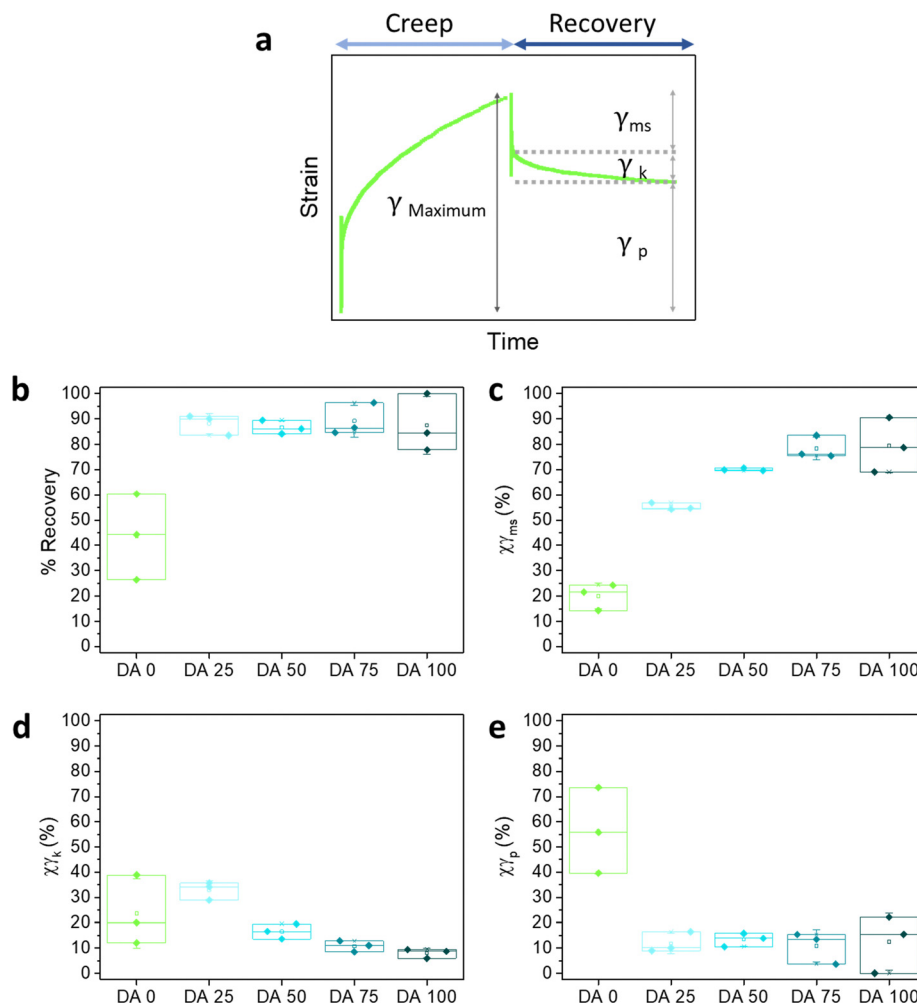 a
Creep Recovery
Strain
γ Maximum
γms
γk
γp
Time
b
% Recovery
100
90
80
70
60
50
40
30
20
10
0
DA 0 DA 25 DA 50 DA 75 DA 100
c
χγms (%)
100
90
80
70
60
50
40
30
20
10
0
DA 0 DA 25 DA 50 DA 75 DA 100
d
χγk (%)
100
90
80
70
60
50
40
30
20
10
0
DA 0 DA 25 DA 50 DA 75 DA 100
e
χγp (%)
100
90
80
70
60
50
40
30
20
10
0
DA 0 DA 25 DA 50 DA 75 DA 100